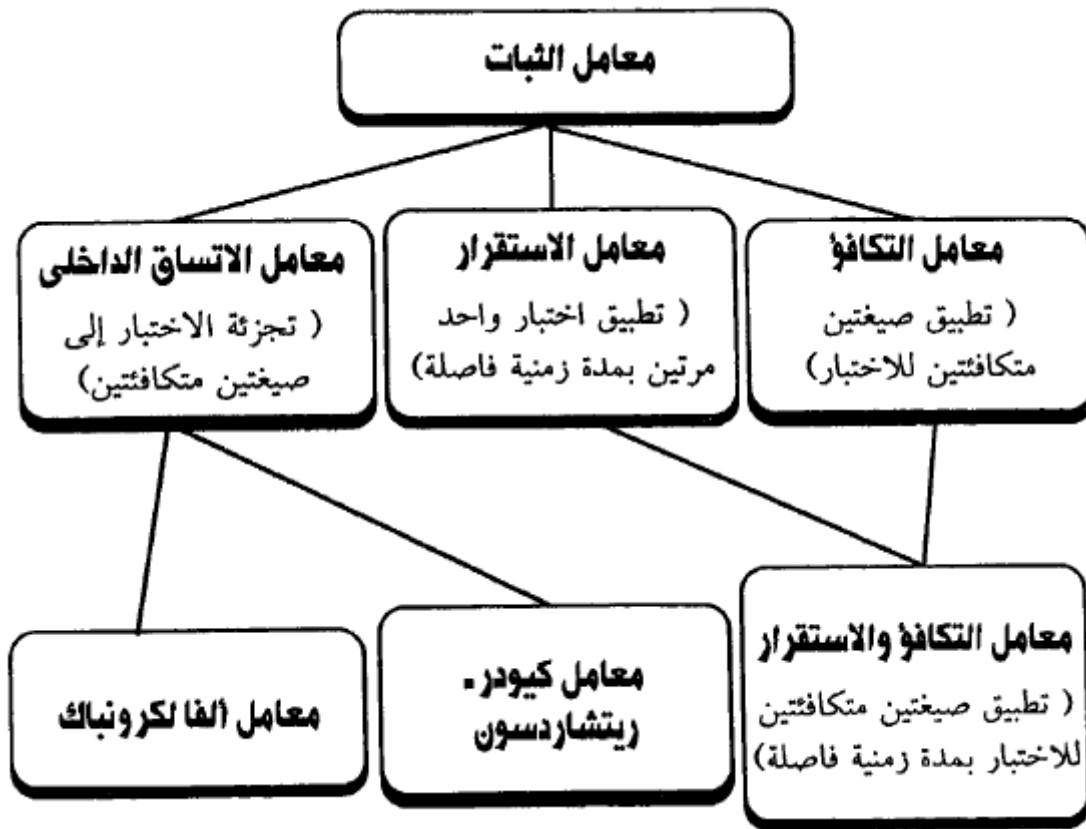 معامل الثبات
معامل التكافؤ
( تطبيق صيغتين
متكافئتين للاختبار)
معامل الاستقرار
( تطبيق اختبار واحد
مرتين بمدة زمنية فاصلة)
معامل الاتساق الداخلى
( تجزئة الاختبار إلى
صيغتين متكافئتين)
معامل التكافؤ والاستقرار
( تطبيق صيغتين متكافئتين
للاختبار بمدة زمنية فاصلة)
معامل كيودر -
ريتشاردسون
معامل ألفا لكرونباك